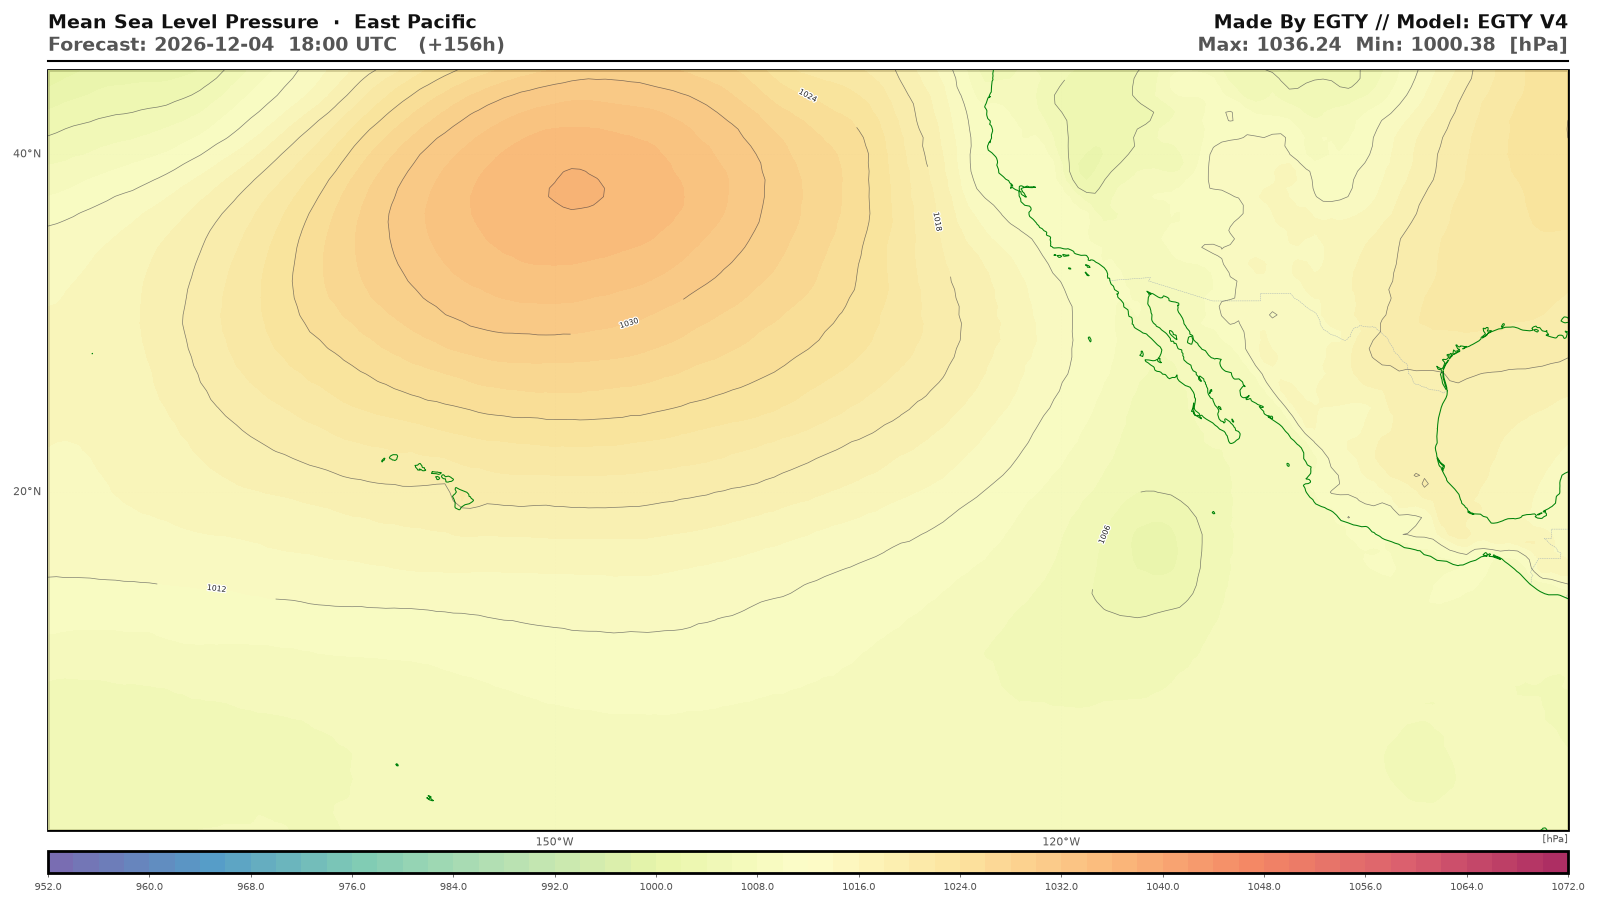 Mean Sea Level Pressure · East Pacific
Made By EGTY // Model: EGTY V4
Forecast: 2026-12-04 18:00 UTC (+156h)
Max: 1036.24 Min: 1000.38 [hPa]
1024
40°N
1018
1030
20°N
1006
1012
150°W
120°W
[hPa]
952.0 960.0 968.0 976.0 984.0 992.0 1000.0 1008.0 1016.0 1024.0 1032.0 1040.0 1048.0 1056.0 1064.0 1072.0